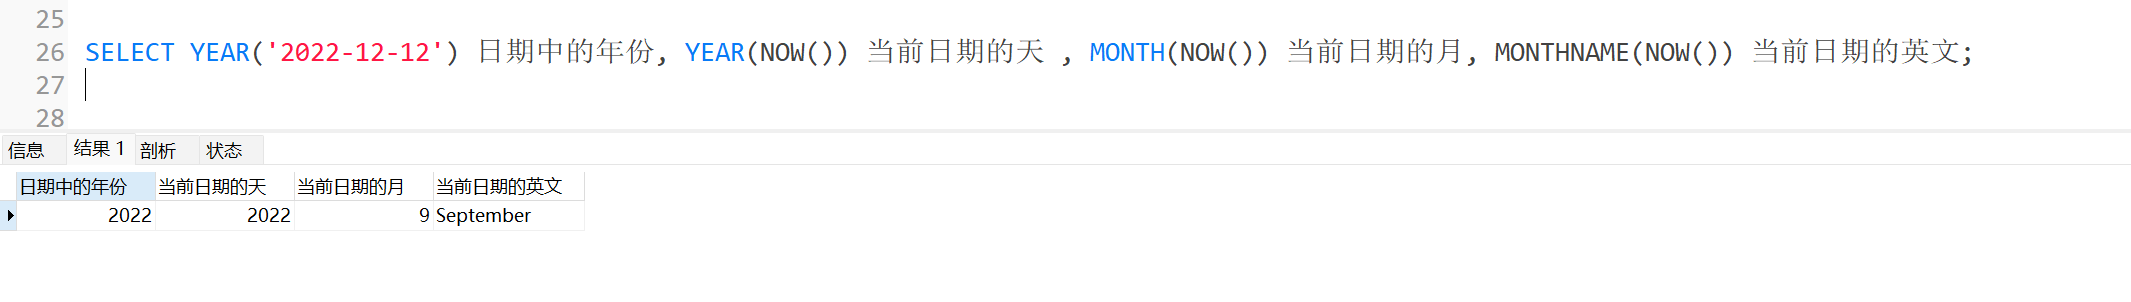 25
26 SELECT YEAR('2022-12-12') 日期中的年份, YEAR(NOW()) 当前日期的天 , MONTH(NOW()) 当前日期的月, MONTHNAME(NOW()) 当前日期的英文;
27
28
信息 结果 1 剖析 状态
日期中的年份 当前日期的天 当前日期的月 当前日期的英文
2022 2022 9 September